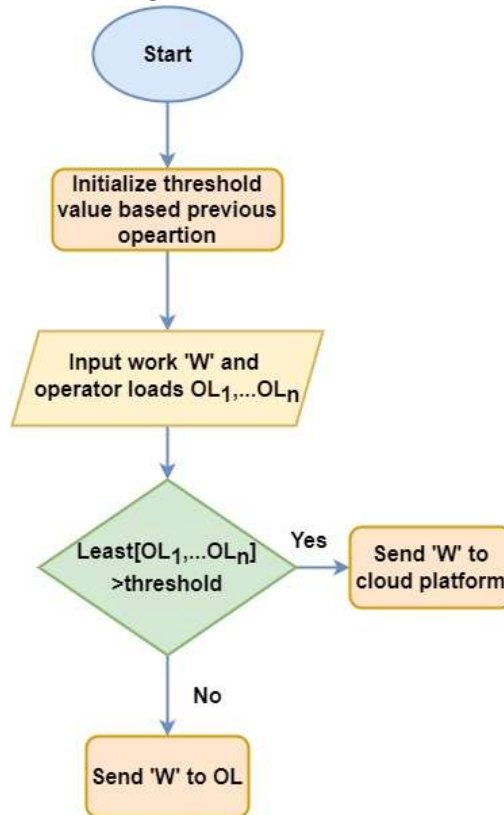 Start
Initialize threshold
value based previous
opeartion
Input work 'W' and
operator loads OL1,...OLn
Least[OL1,...OLn]
>threshold
Yes
Send 'W' to
cloud platform
No
Send 'W' to OL